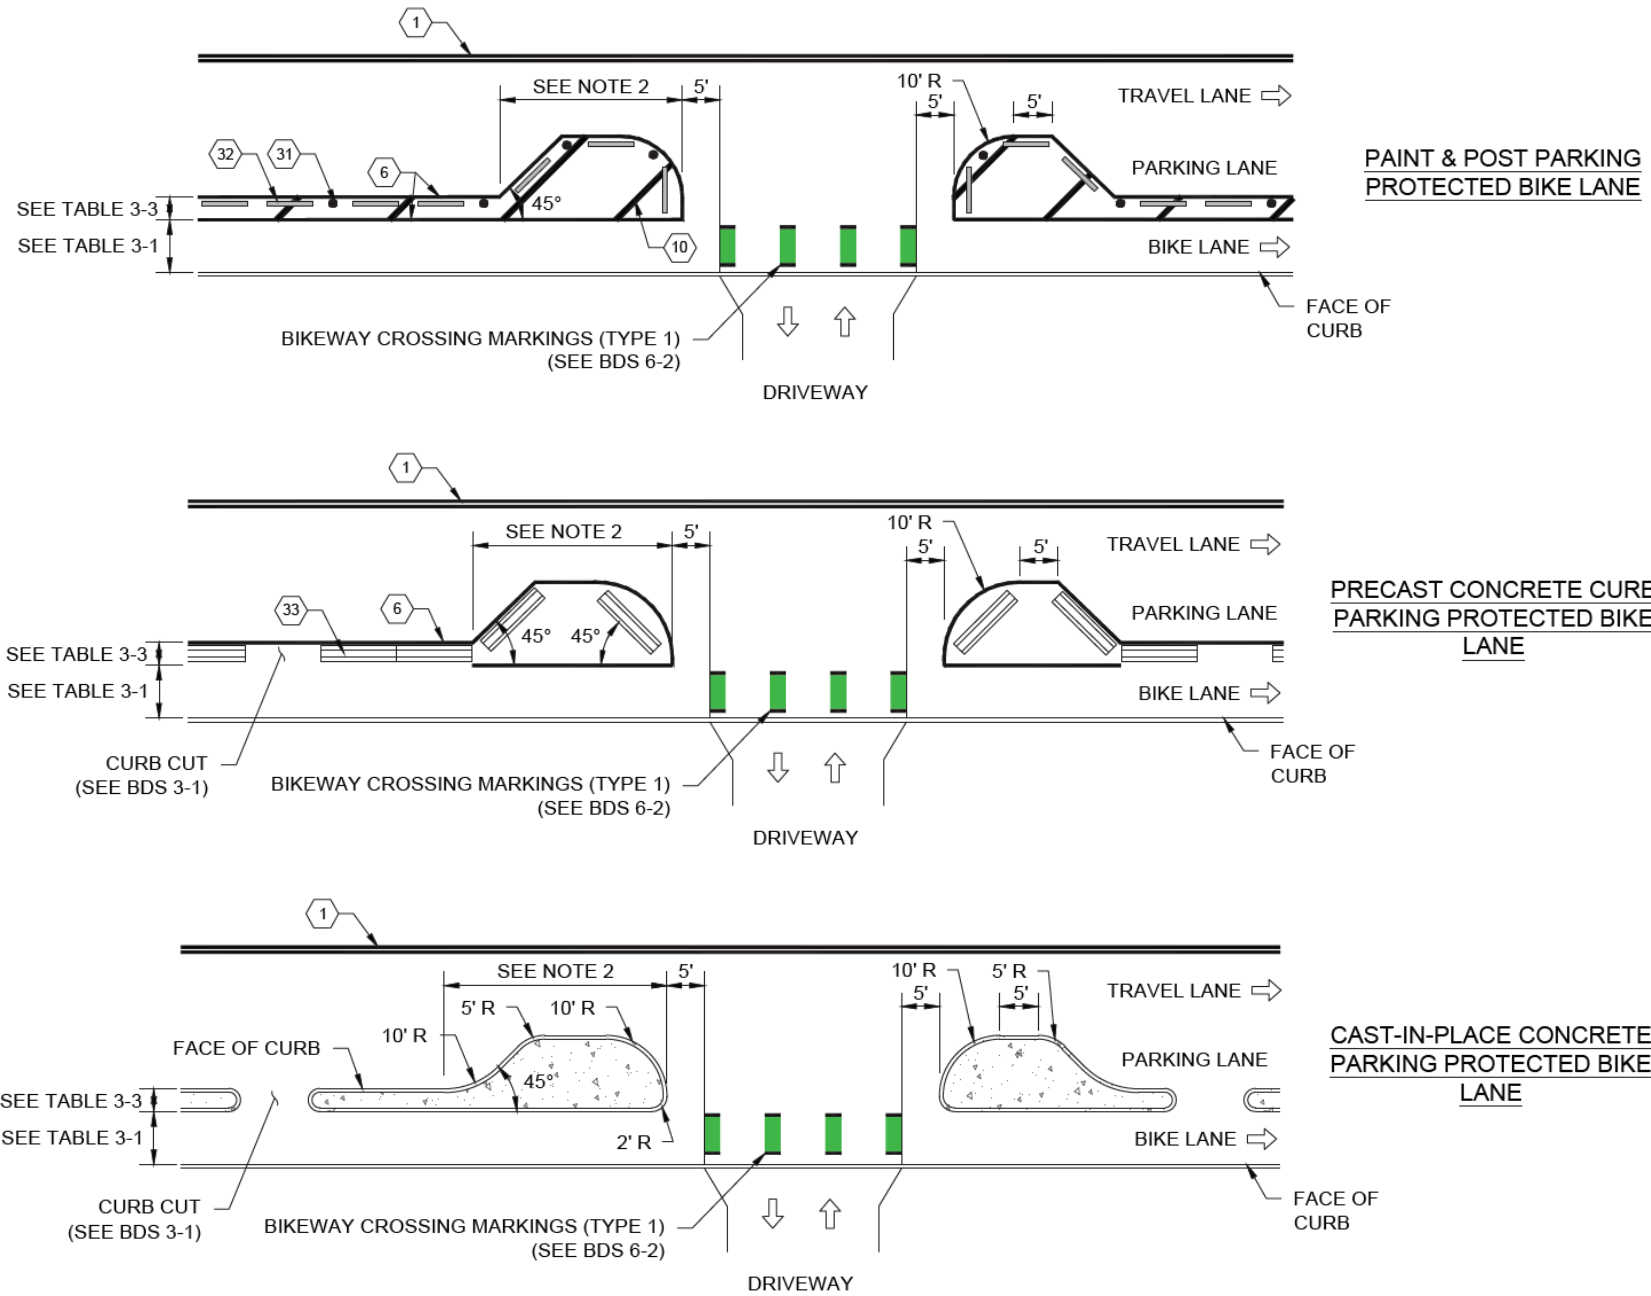 1
SEE NOTE 2
5'
10' R
5'
5'
TRAVEL LANE
32
31
6
PARKING LANE
PAINT & POST PARKING
PROTECTED BIKE LANE
SEE TABLE 3-3
45°
SEE TABLE 3-1
10
BIKE LANE
FACE OF
CURB
BIKEWAY CROSSING MARKINGS (TYPE 1)
(SEE BDS 6-2)
DRIVEWAY
1
SEE NOTE 2
5'
10' R
5'
5'
TRAVEL LANE
33
6
PARKING LANE
PRECAST CONCRETE CURB
PARKING PROTECTED BIKE
LANE
45°
45°
SEE TABLE 3-3
SEE TABLE 3-1
BIKE LANE
CURB CUT
(SEE BDS 3-1)
FACE OF
CURB
BIKEWAY CROSSING MARKINGS (TYPE 1)
(SEE BDS 6-2)
DRIVEWAY
1
SEE NOTE 2
5'
10' R
5' R
5'
5'
TRAVEL LANE
5' R
10' R
10' R
FACE OF CURB
PARKING LANE
CAST-IN-PLACE CONCRETE
PARKING PROTECTED BIKE
LANE
45°
SEE TABLE 3-3
SEE TABLE 3-1
2' R
BIKE LANE
CURB CUT
(SEE BDS 3-1)
FACE OF
CURB
BIKEWAY CROSSING MARKINGS (TYPE 1)
(SEE BDS 6-2)
DRIVEWAY